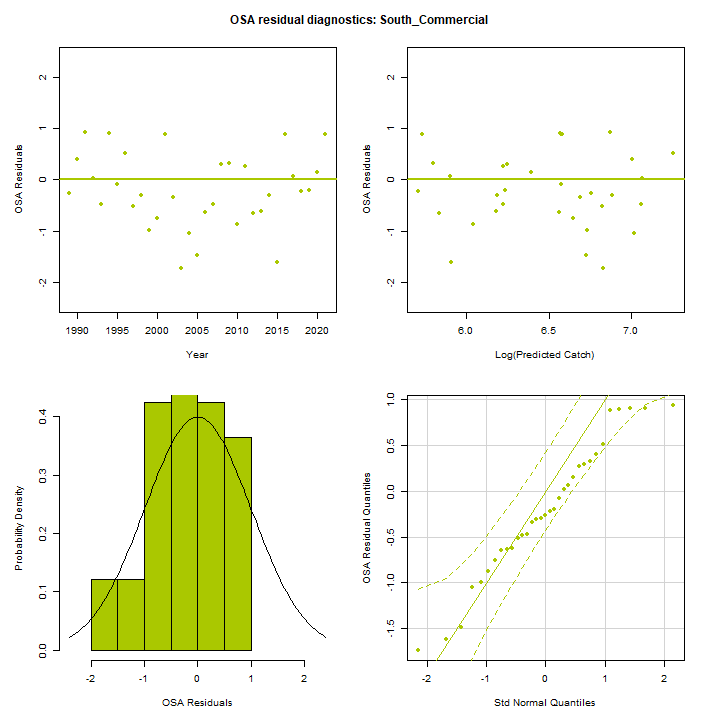 OSA residual diagnostics: South_Commercial
OSA Residuals
2
1
0
-1
-2
1990 1995 2000 2005 2010 2015 2020
Year
OSA Residuals
2
1
0
-1
-2
6.0 6.5 7.0
Log(Predicted Catch)
Probability Density
0.4
0.3
0.2
0.1
0.0
-2 -1 0 1 2
OSA Residuals
OSA Residual Quantiles
1.0
0.5
0.0
-0.5
-1.0
-1.5
-2 -1 0 1 2
Std Normal Quantiles